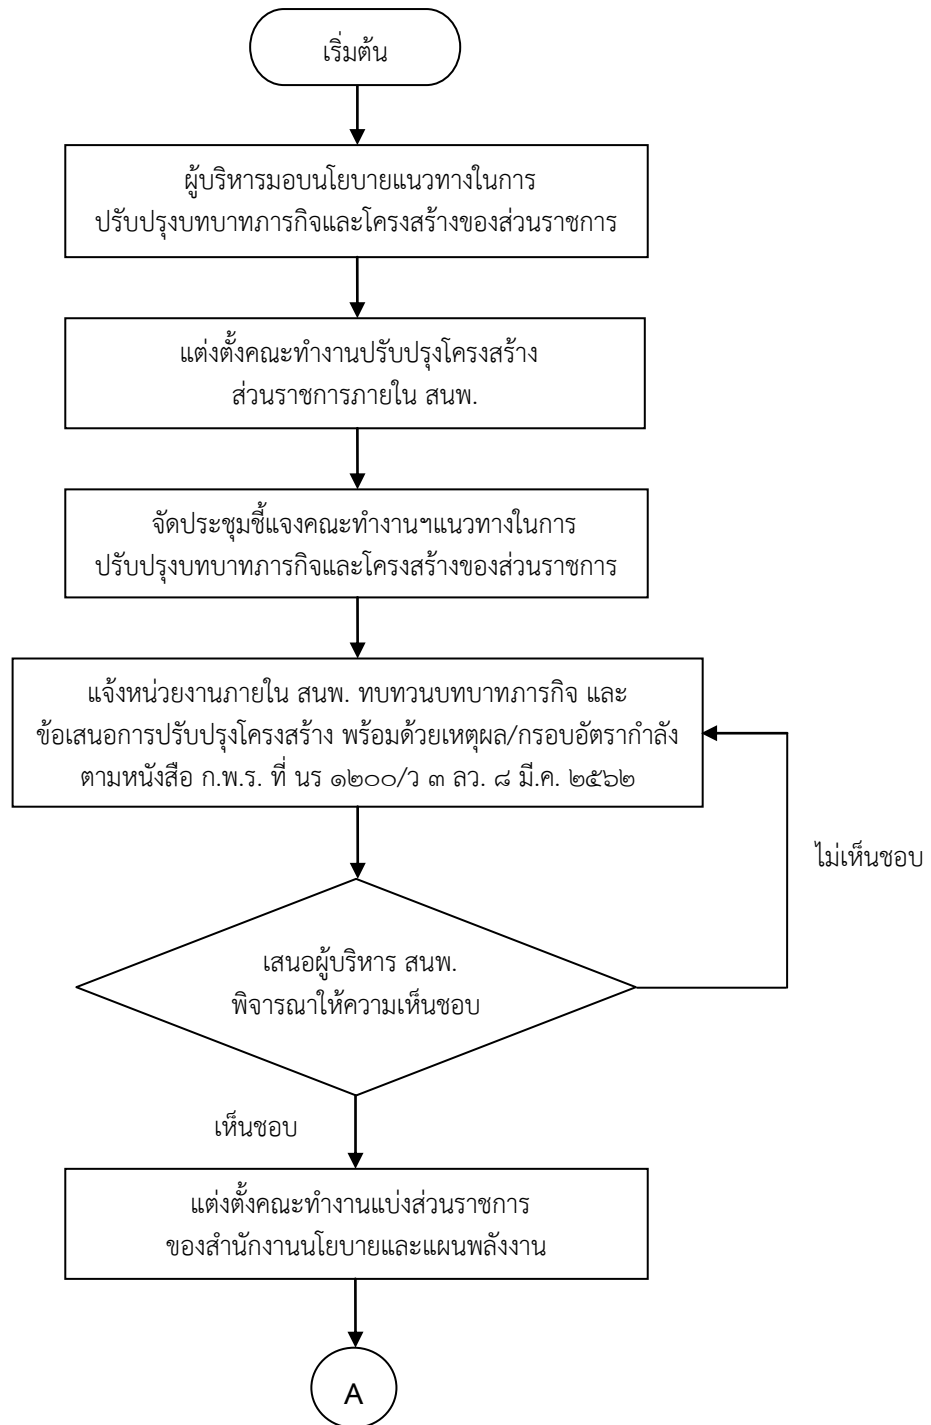 เริ่มต้น
ผู้บริหารมอบนโยบายแนวทางในการ
ปรับปรุงบทบาทภารกิจและโครงสร้างของส่วนราชการ
แต่งตั้งคณะทำงานปรับปรุงโครงสร้าง
ส่วนราชการภายใน สนพ.
จัดประชุมชี้แจงคณะทำงานฯแนวทางในการ
ปรับปรุงบทบาทภารกิจและโครงสร้างของส่วนราชการ
แจ้งหน่วยงานภายใน สนพ. ทบทวนบทบาทภารกิจ และ
ข้อเสนอการปรับปรุงโครงสร้าง พร้อมด้วยเหตุผล/กรอบอัตรากำลัง
ตามหนังสือ ก.พ.ร. ที่ นร ๑๒๐๐/ว ๓ ลว. ๘ มี.ค. ๒๕๖๒
ไม่เห็นชอบ
เสนอผู้บริหาร สนพ.
พิจารณาให้ความเห็นชอบ
เห็นชอบ
แต่งตั้งคณะทำงานแบ่งส่วนราชการ
ของสำนักงานนโยบายและแผนพลังงาน
A